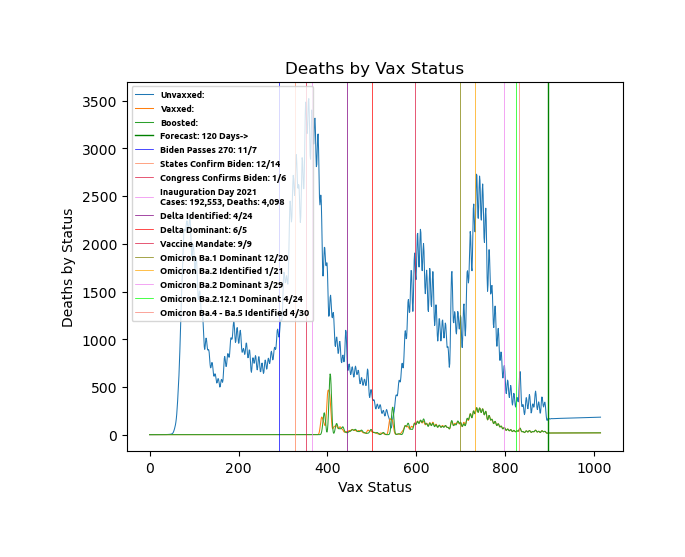 Deaths by Vax Status
Deaths by Status
3500
3000
2500
2000
1500
1000
500
0
Unvaxxed:
Vaxxed:
Boosted:
Forecast: 120 Days->
Biden Passes 270: 11/7
States Confirm Biden: 12/14
Congress Confirms Biden: 1/6
Inauguration Day 2021
Cases: 192,553, Deaths: 4,098
Delta Identified: 4/24
Delta Dominant: 6/5
Vaccine Mandate: 9/9
Omicron Ba.1 Dominant 12/20
Omicron Ba.2 Identified 1/21
Omicron Ba.2 Dominant 3/29
Omicron Ba.2.12.1 Dominant 4/24
Omicron Ba.4 - Ba.5 Identified 4/30
0 200 400 600 800 1000
Vax Status